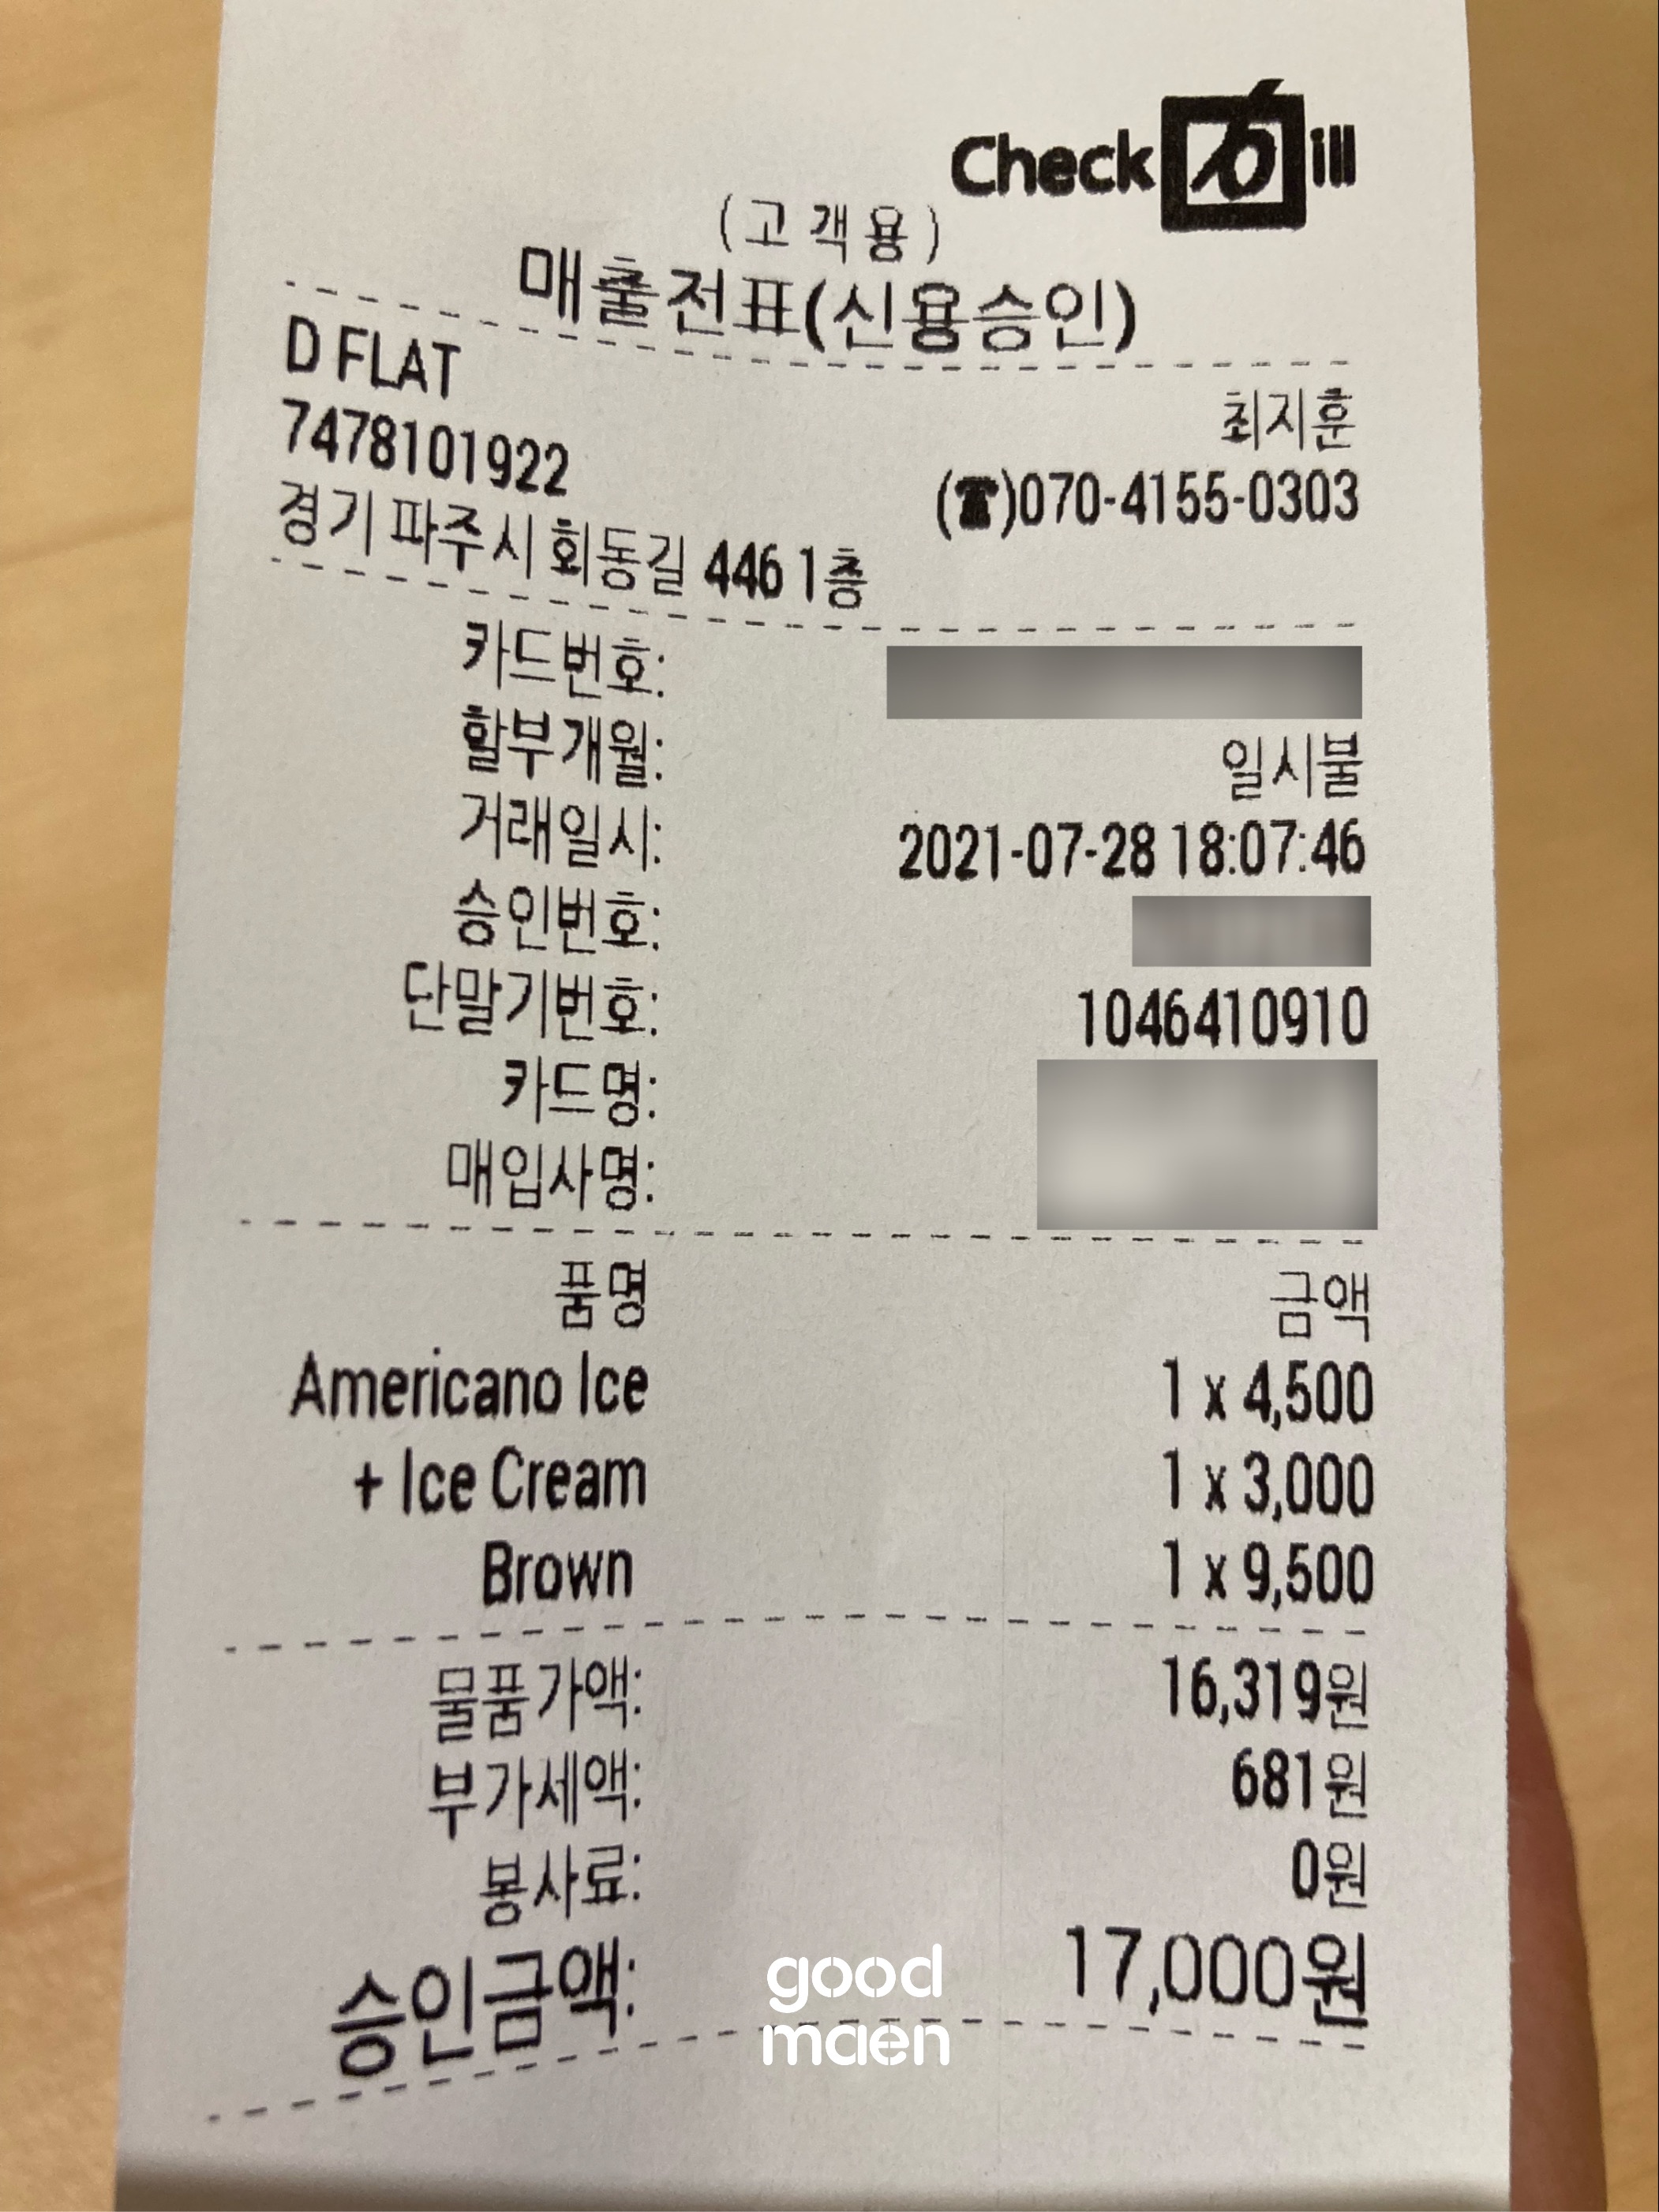 Check Bill
(고객용)
매출전표(신용승인)
D FLAT 최지훈
7478101922 (☎)070-4155-0303
경기 파주시 회동길 446 1층
카드번호:
할부개월: 일시불
거래일시: 2021-07-28 18:07:46
승인번호:
단말기번호: 1046410910
카드명:
매입사명:
품명 금액
Americano Ice 1 x 4,500
+ Ice Cream 1 x 3,000
Brown 1 x 9,500
물품가액: 16,319원
부가세액: 681원
봉사료: 0원
승인금액: 17,000원
good
maen